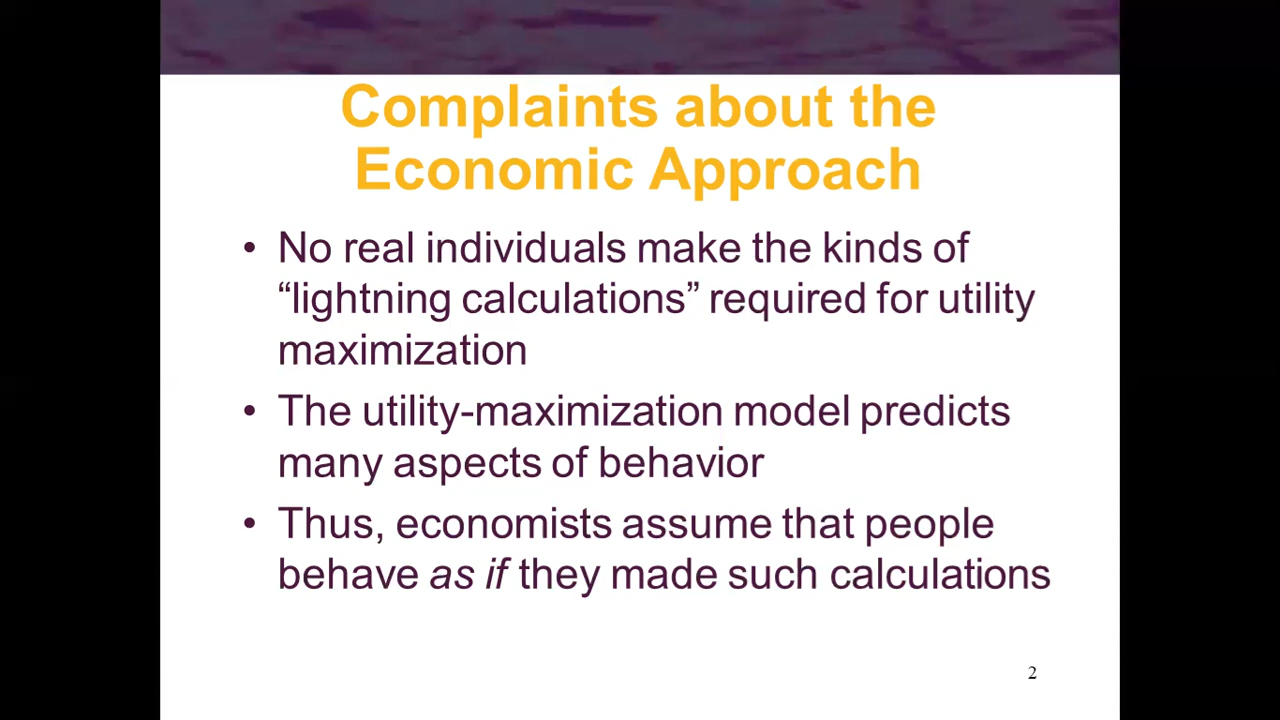 Complaints about the
Economic Approach
• No real individuals make the kinds of
“lightning calculations” required for utility
maximization
• The utility-maximization model predicts
many aspects of behavior
• Thus, economists assume that people
behave as if they made such calculations
2